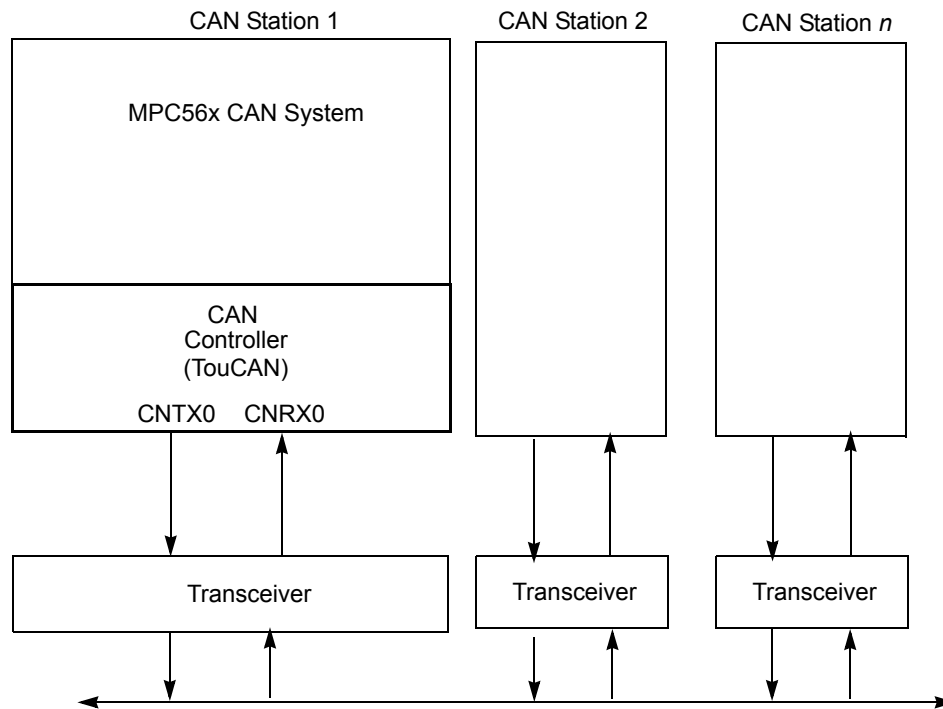 CAN Station 1
CAN Station 2
CAN Station n
MPC56x CAN System
CAN
Controller
(TouCAN)
CNTX0 CNRX0
Transceiver
Transceiver
Transceiver